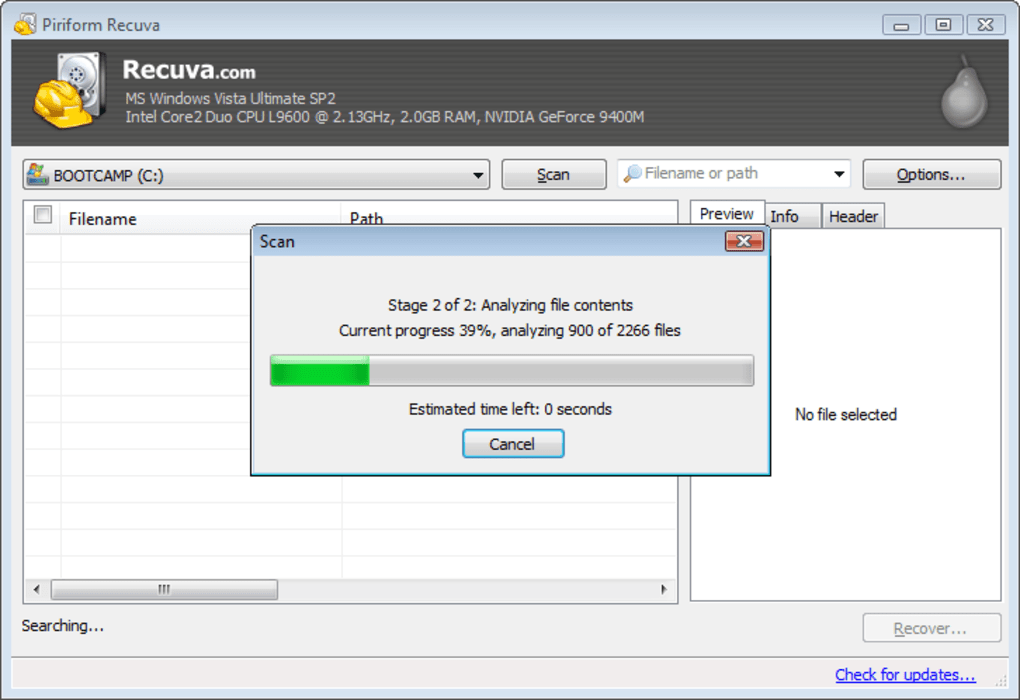 Piriform Recuva
Recuva.com
MS Windows Vista Ultimate SP2
Intel Core2 Duo CPU L9600 @ 2.13GHz, 2.0GB RAM, NVIDIA GeForce 9400M
BOOTCAMP (C:) Scan Filename or path Options...
Filename Path Preview Info Header
Scan
Stage 2 of 2: Analyzing file contents
Current progress 39%, analyzing 900 of 2266 files
Estimated time left: 0 seconds
No file selected
Cancel
Searching...
Recover...
Check for updates...